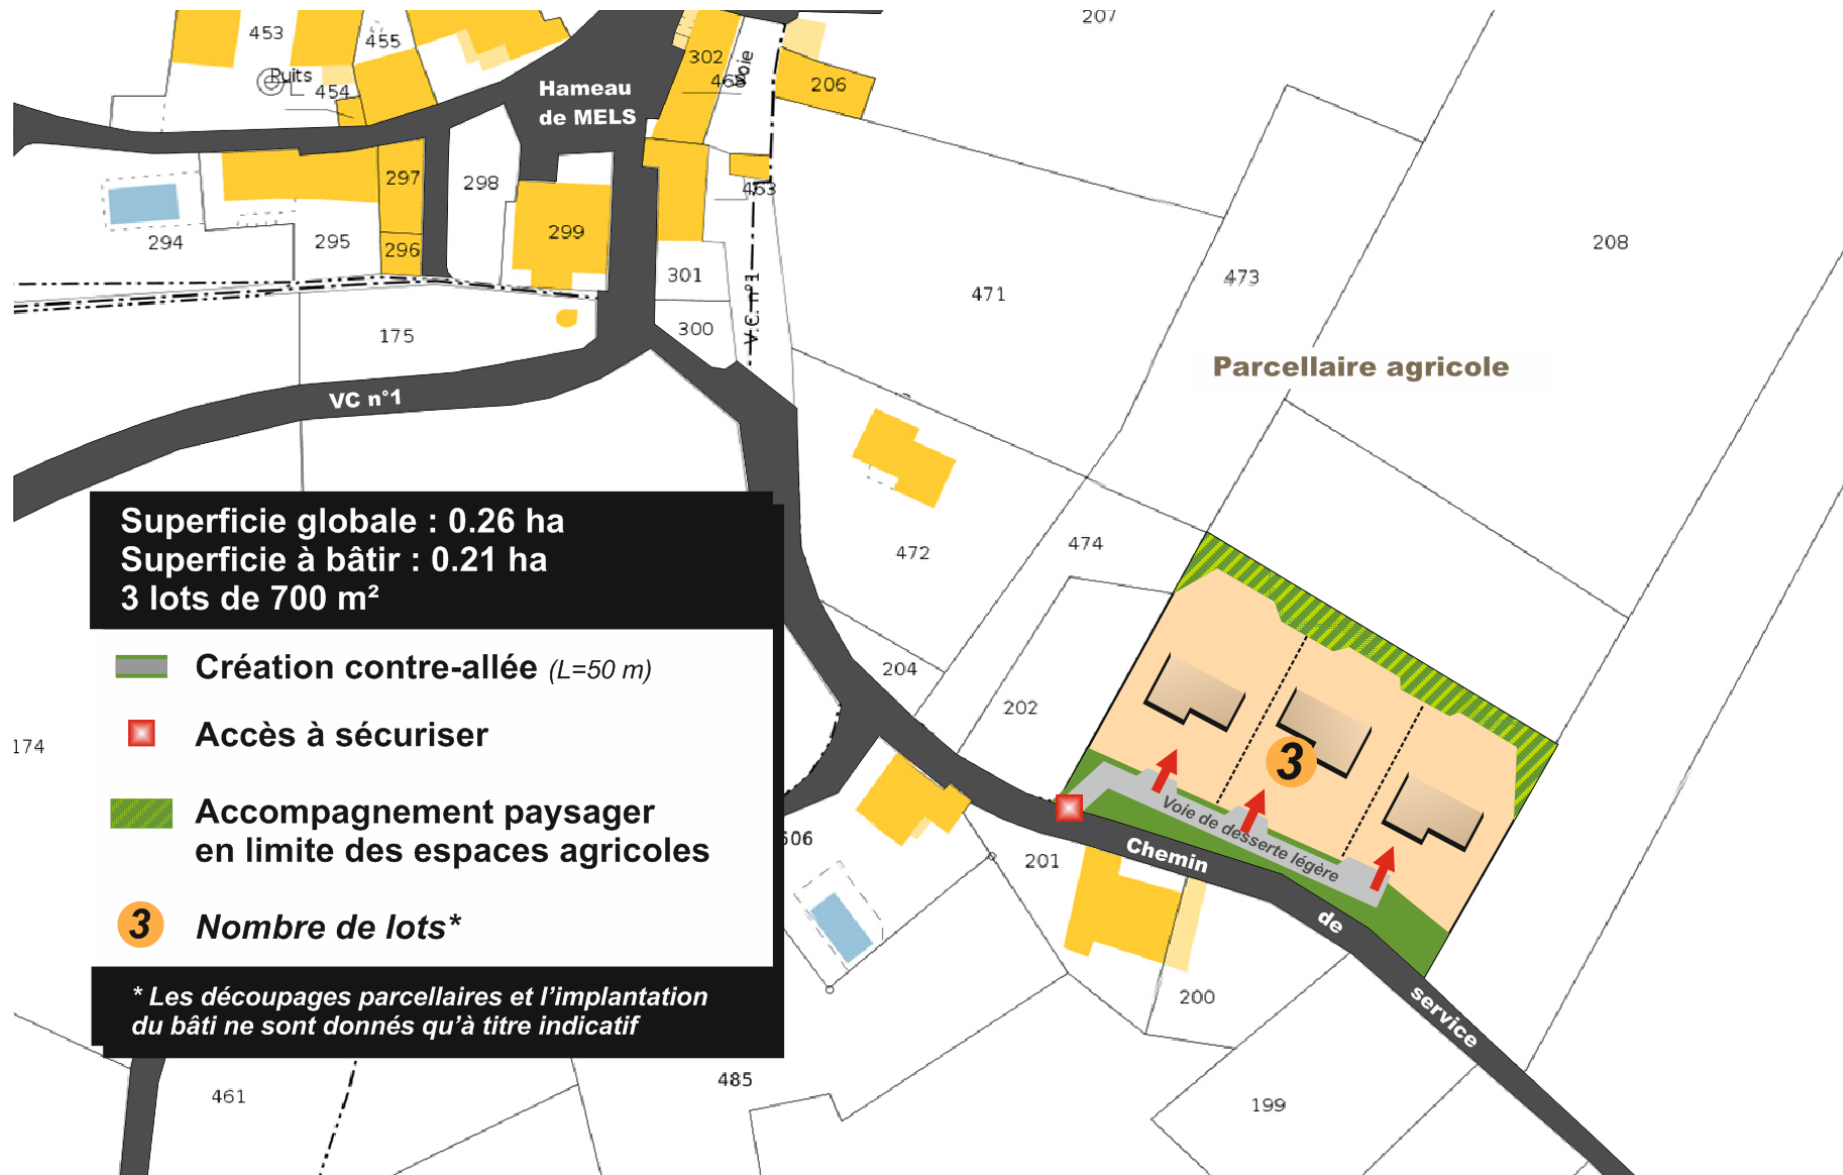 207
453
455
Puits
454
Hameau
de MELS
302
Voie
206
297
298
299
294
295
296
301
300
V.C. n°1
175
VC n°1
471
473
208
Parcellaire agricole
472
474
204
202
174
Superficie globale : 0.26 ha
Superficie à bâtir : 0.21 ha
3 lots de 700 m²
Création contre-allée (L=50 m)
Accès à sécuriser
Accompagnement paysager
en limite des espaces agricoles
3 Nombre de lots*
* Les découpages parcellaires et l'implantation
du bâti ne sont donnés qu'à titre indicatif
3
Voie de desserte légère
Chemin
de
service
201
200
199
485
461